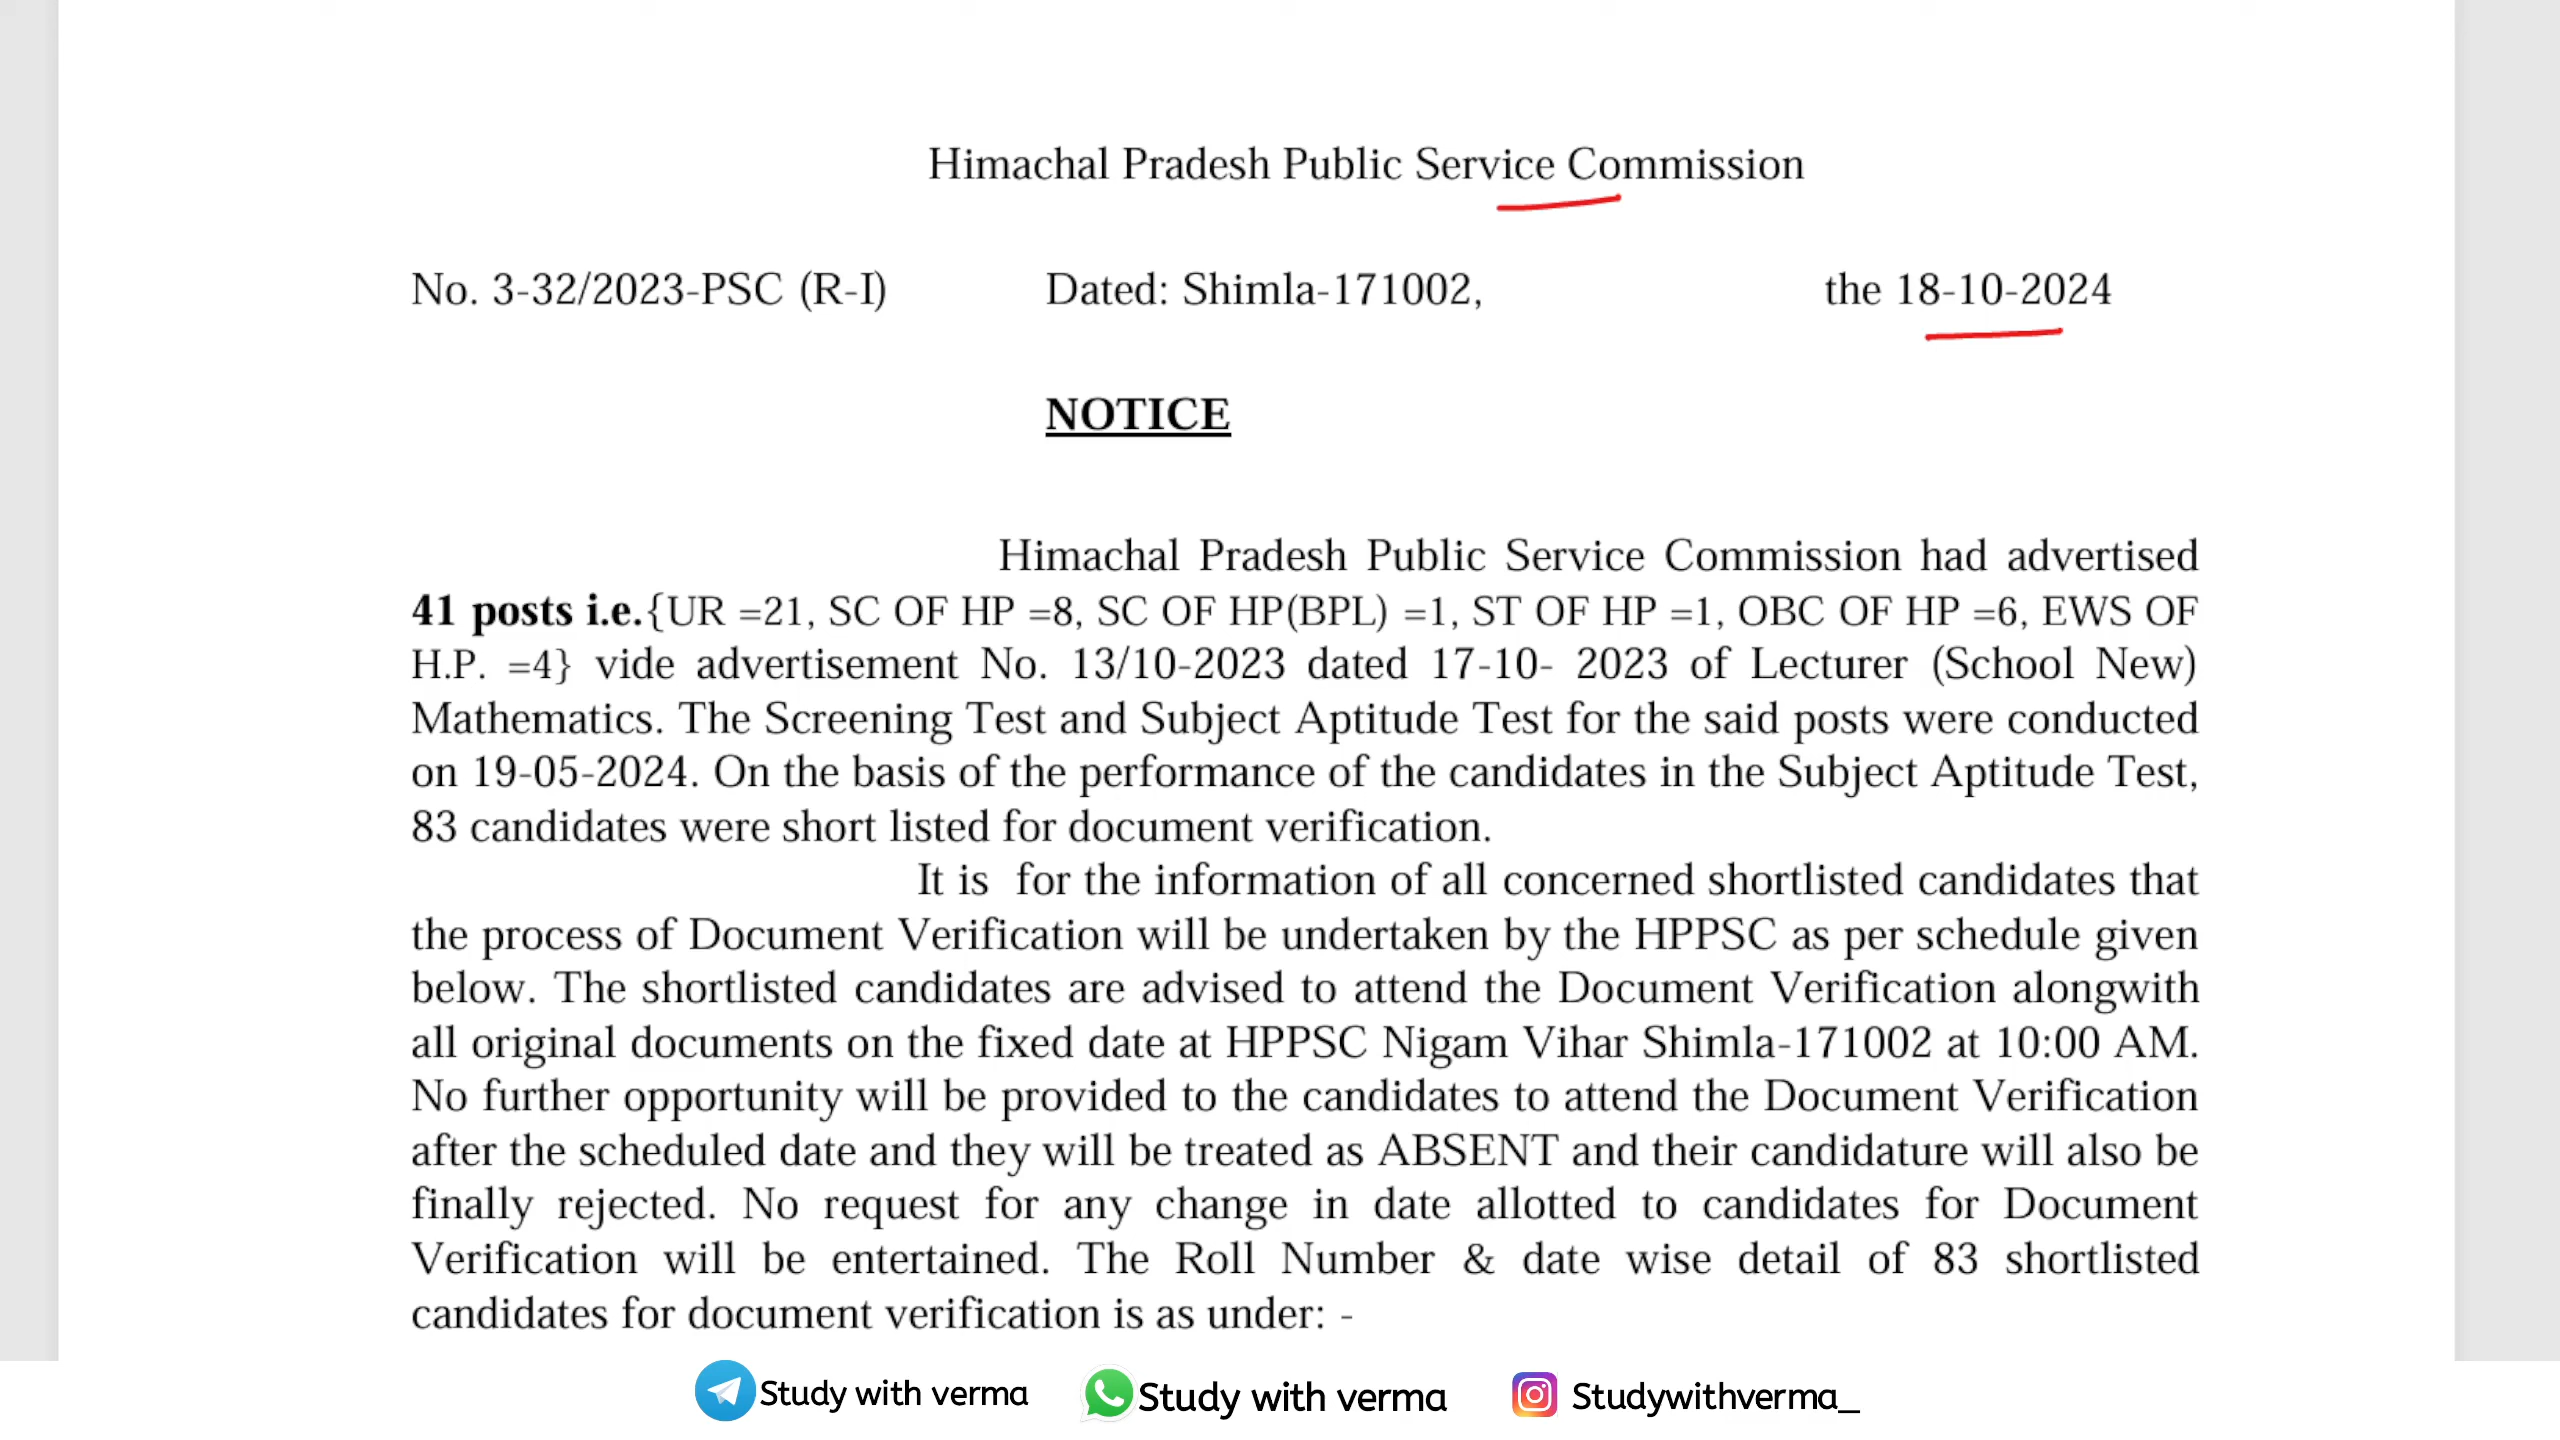 Himachal Pradesh Public Service Commission
No. 3-32/2023-PSC (R-I) Dated: Shimla-171002, the 18-10-2024
NOTICE
Himachal Pradesh Public Service Commission had advertised
41 posts i.e.{UR =21, SC OF HP =8, SC OF HP(BPL) =1, ST OF HP =1, OBC OF HP =6, EWS OF
H.P. =4} vide advertisement No. 13/10-2023 dated 17-10- 2023 of Lecturer (School New)
Mathematics. The Screening Test and Subject Aptitude Test for the said posts were conducted
on 19-05-2024. On the basis of the performance of the candidates in the Subject Aptitude Test,
83 candidates were short listed for document verification.
It is for the information of all concerned shortlisted candidates that
the process of Document Verification will be undertaken by the HPPSC as per schedule given
below. The shortlisted candidates are advised to attend the Document Verification alongwith
all original documents on the fixed date at HPPSC Nigam Vihar Shimla-171002 at 10:00 AM.
No further opportunity will be provided to the candidates to attend the Document Verification
after the scheduled date and they will be treated as ABSENT and their candidature will also be
finally rejected. No request for any change in date allotted to candidates for Document
Verification will be entertained. The Roll Number & date wise detail of 83 shortlisted
candidates for document verification is as under: -
Study with verma Study with verma Studywithverma_